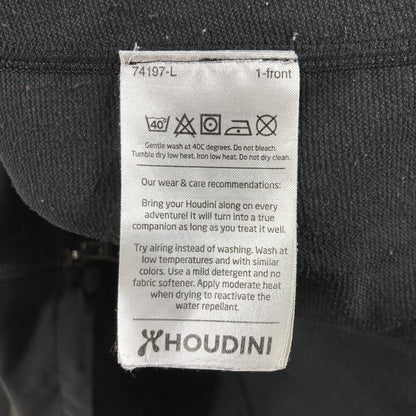 74197-L 1-front
40
Gentle wash at 40C degrees. Do not bleach.
Tumble dry low heat. Iron low heat. Do not dry clean.
Our wear & care recommendations:
Bring your Houdini along on every
adventure! It will turn into a true
companion as long as you treat it well.
Try airing instead of washing. Wash at
low temperatures and with similar
colors. Use a mild detergent and no
fabric softener. Apply moderate heat
when drying to reactivate the
water repellant.
HOUDINI